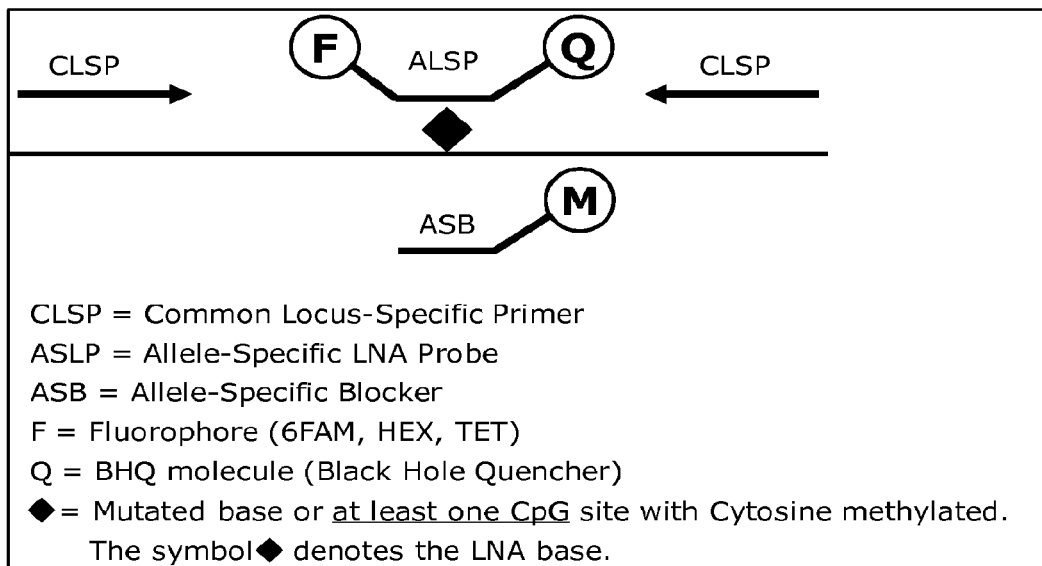 F
ALSP
Q
CLSP
CLSP
M
ASB
CLSP = Common Locus-Specific Primer
ASLP = Allele-Specific LNA Probe
ASB = Allele-Specific Blocker
F = Fluorophore (6FAM, HEX, TET)
Q = BHQ molecule (Black Hole Quencher)
◆= Mutated base or at least one CpG site with Cytosine methylated.
The symbol◆ denotes the LNA base.